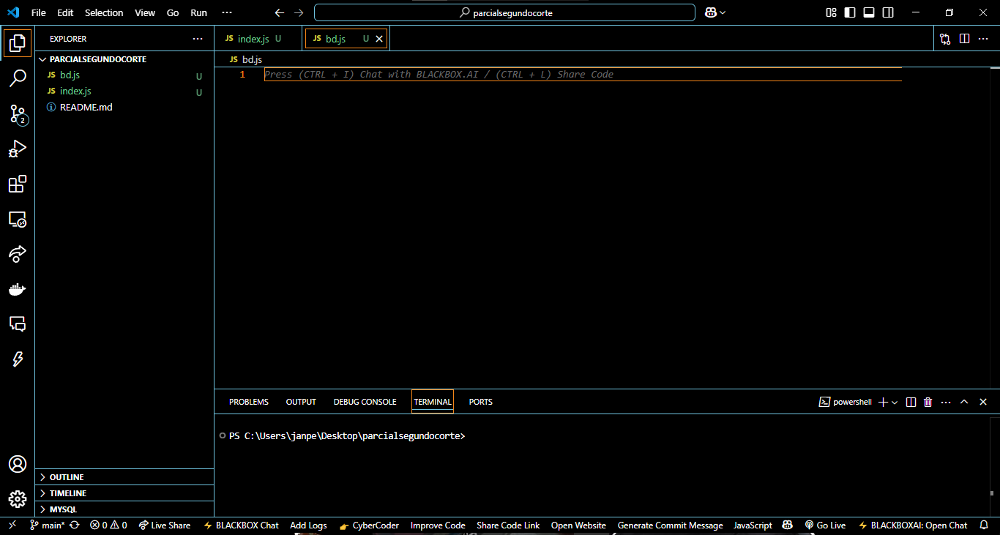 File Edit Selection View Go Run ··· parcialsegundocorte
EXPLORER ···
PARCIALSEGUNDOCORTE
JS bd.js U
JS index.js U
README.md
2
JS index.js U JS bd.js U
JS bd.js
1 Press (CTRL + I) Chat with BLACKBOX.AI / (CTRL + L) Share Code
PROBLEMS OUTPUT DEBUG CONSOLE TERMINAL PORTS powershell
PS C:\Users\janpe\Desktop\parcialsegundocorte>
OUTLINE
TIMELINE
MYSQL
main* 0 0 Live Share BLACKBOX Chat Add Logs CyberCoder Improve Code Share Code Link Open Website Generate Commit Message JavaScript Go Live BLACKBOXAI: Open Chat